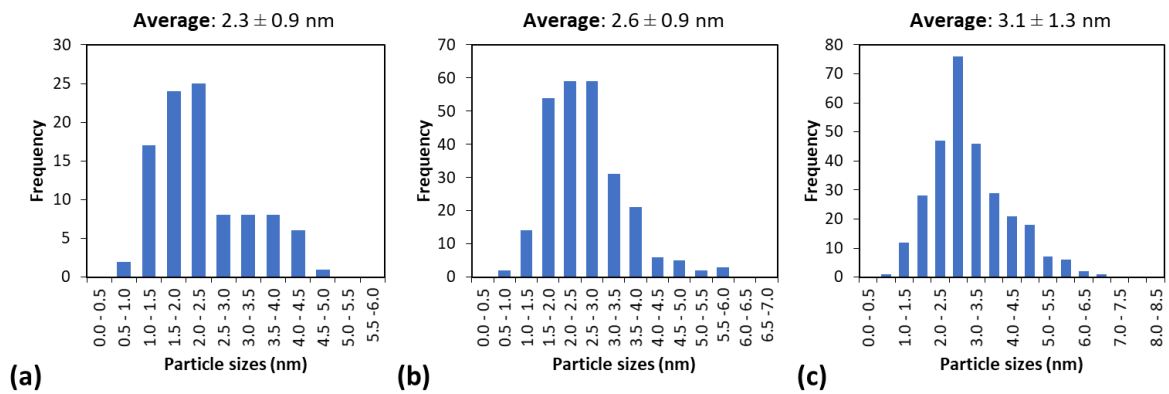 Average: 2.3 ± 0.9 nm
30
25
20
15
10
5
0
Frequency
0.0 - 0.5
0.5 - 1.0
1.0 - 1.5
1.5 - 2.0
2.0 - 2.5
2.5 - 3.0
3.0 - 3.5
3.5 - 4.0
4.0 - 4.5
4.5 - 5.0
5.0 - 5.5
5.5 -6.0
Particle sizes (nm)
(a)
Average: 2.6 ± 0.9 nm
70
60
50
40
30
20
10
0
Frequency
0.0 - 0.5
0.5 - 1.0
1.0 - 1.5
1.5 - 2.0
2.0 - 2.5
2.5 - 3.0
3.0 - 3.5
3.5 - 4.0
4.0 - 4.5
4.5 - 5.0
5.0 - 5.5
5.5 -6.0
6.0 - 6.5
6.5 -7.0
Particle sizes (nm)
(b)
Average: 3.1 ± 1.3 nm
80
70
60
50
40
30
20
10
0
Frequency
0.0 - 0.5
1.0 - 1.5
2.0 - 2.5
3.0 - 3.5
4.0 - 4.5
5.0 - 5.5
6.0 - 6.5
7.0 - 7.5
8.0 - 8.5
Particle sizes (nm)
(c)